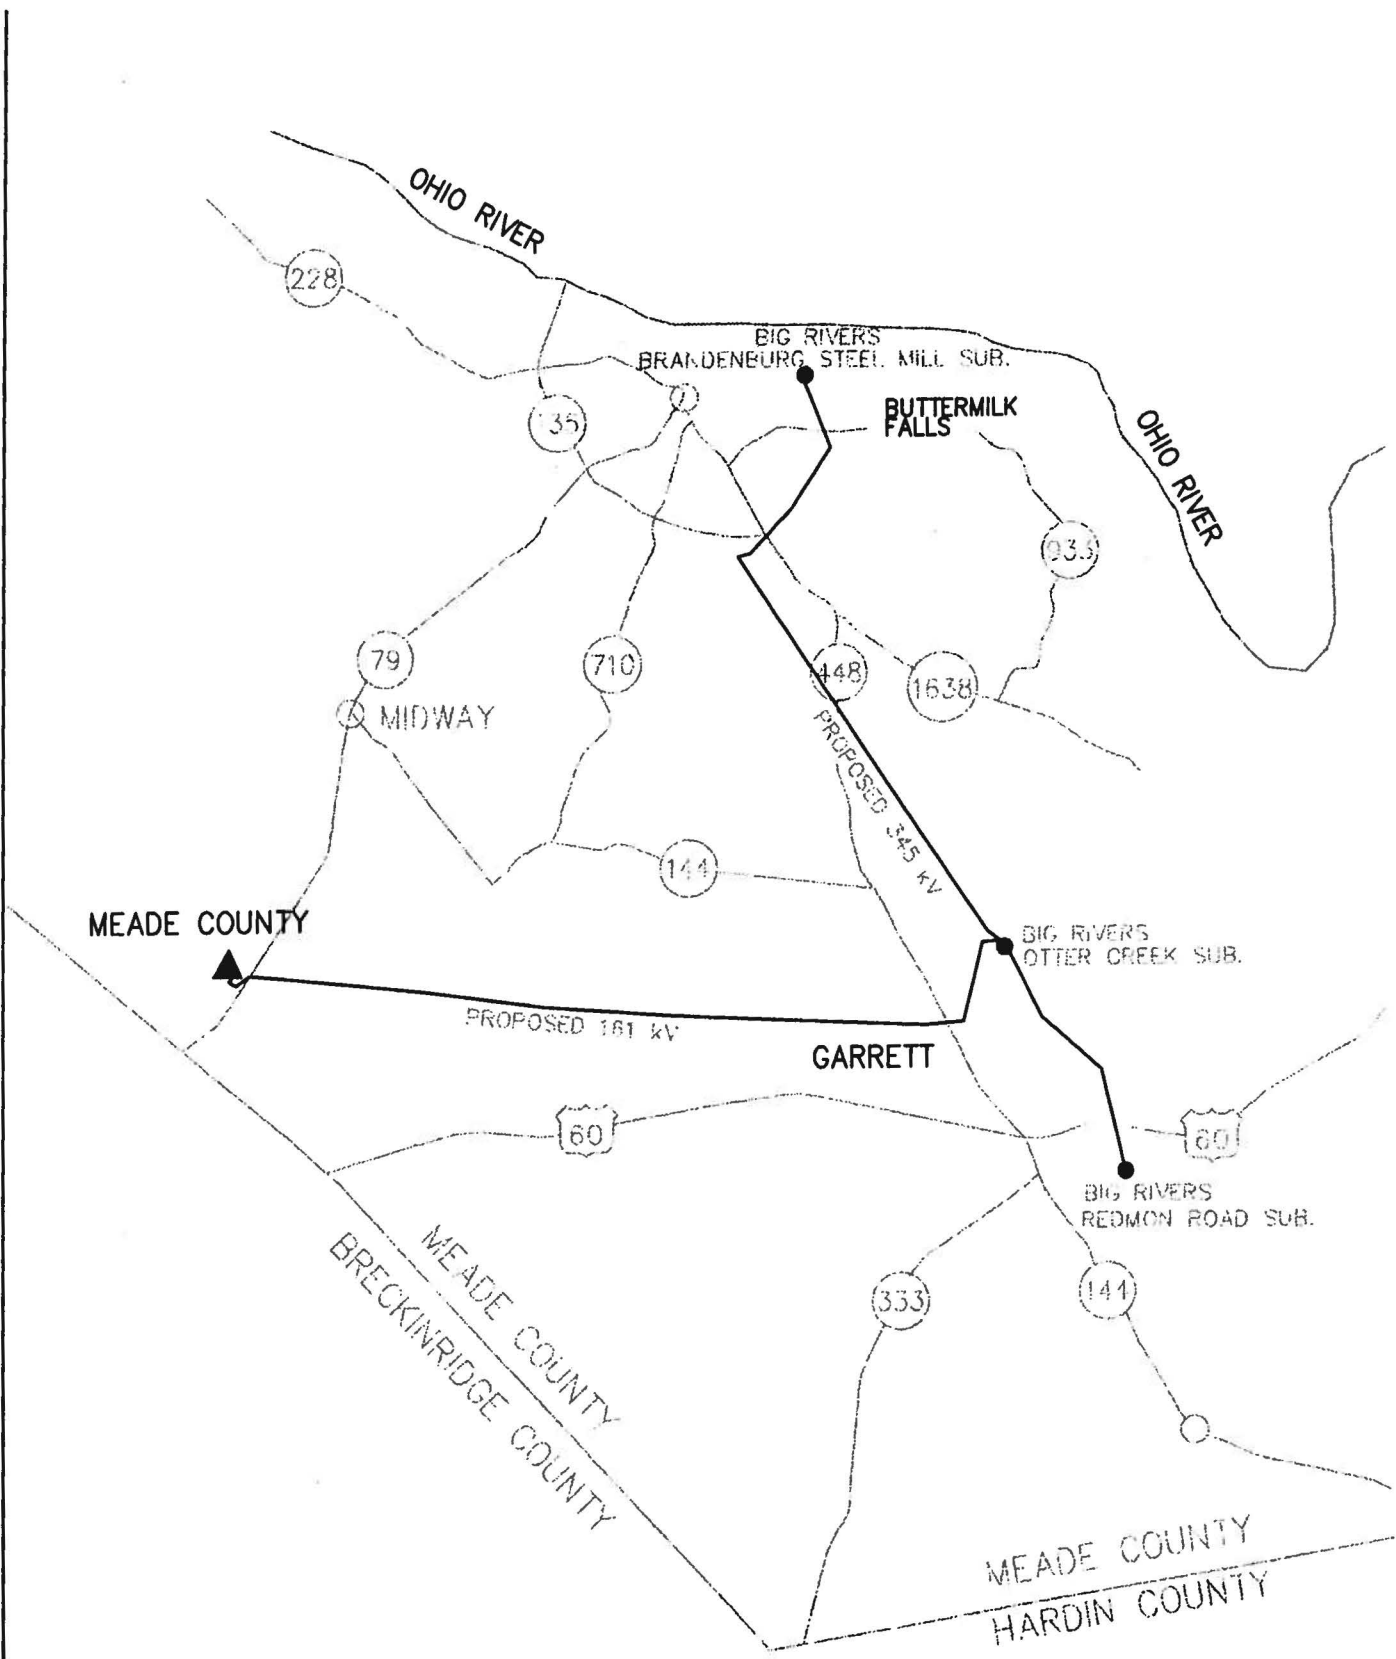 OHIO RIVER
228
BIG RIVERS
BRANDENBURG STEEL MILL SUB.
135
BUTTERMILK
FALLS
OHIO RIVER
933
79
710
448
1638
MIDWAY
PROPOSED 345 kV
144
MEADE COUNTY
BIG RIVERS
OTTER CREEK SUB.
PROPOSED 161 kV
GARRETT
60
60
BIG RIVERS
REDMON ROAD SUB.
MEADE COUNTY
BRECKINRIDGE COUNTY
333
144
MEADE COUNTY
HARDIN COUNTY